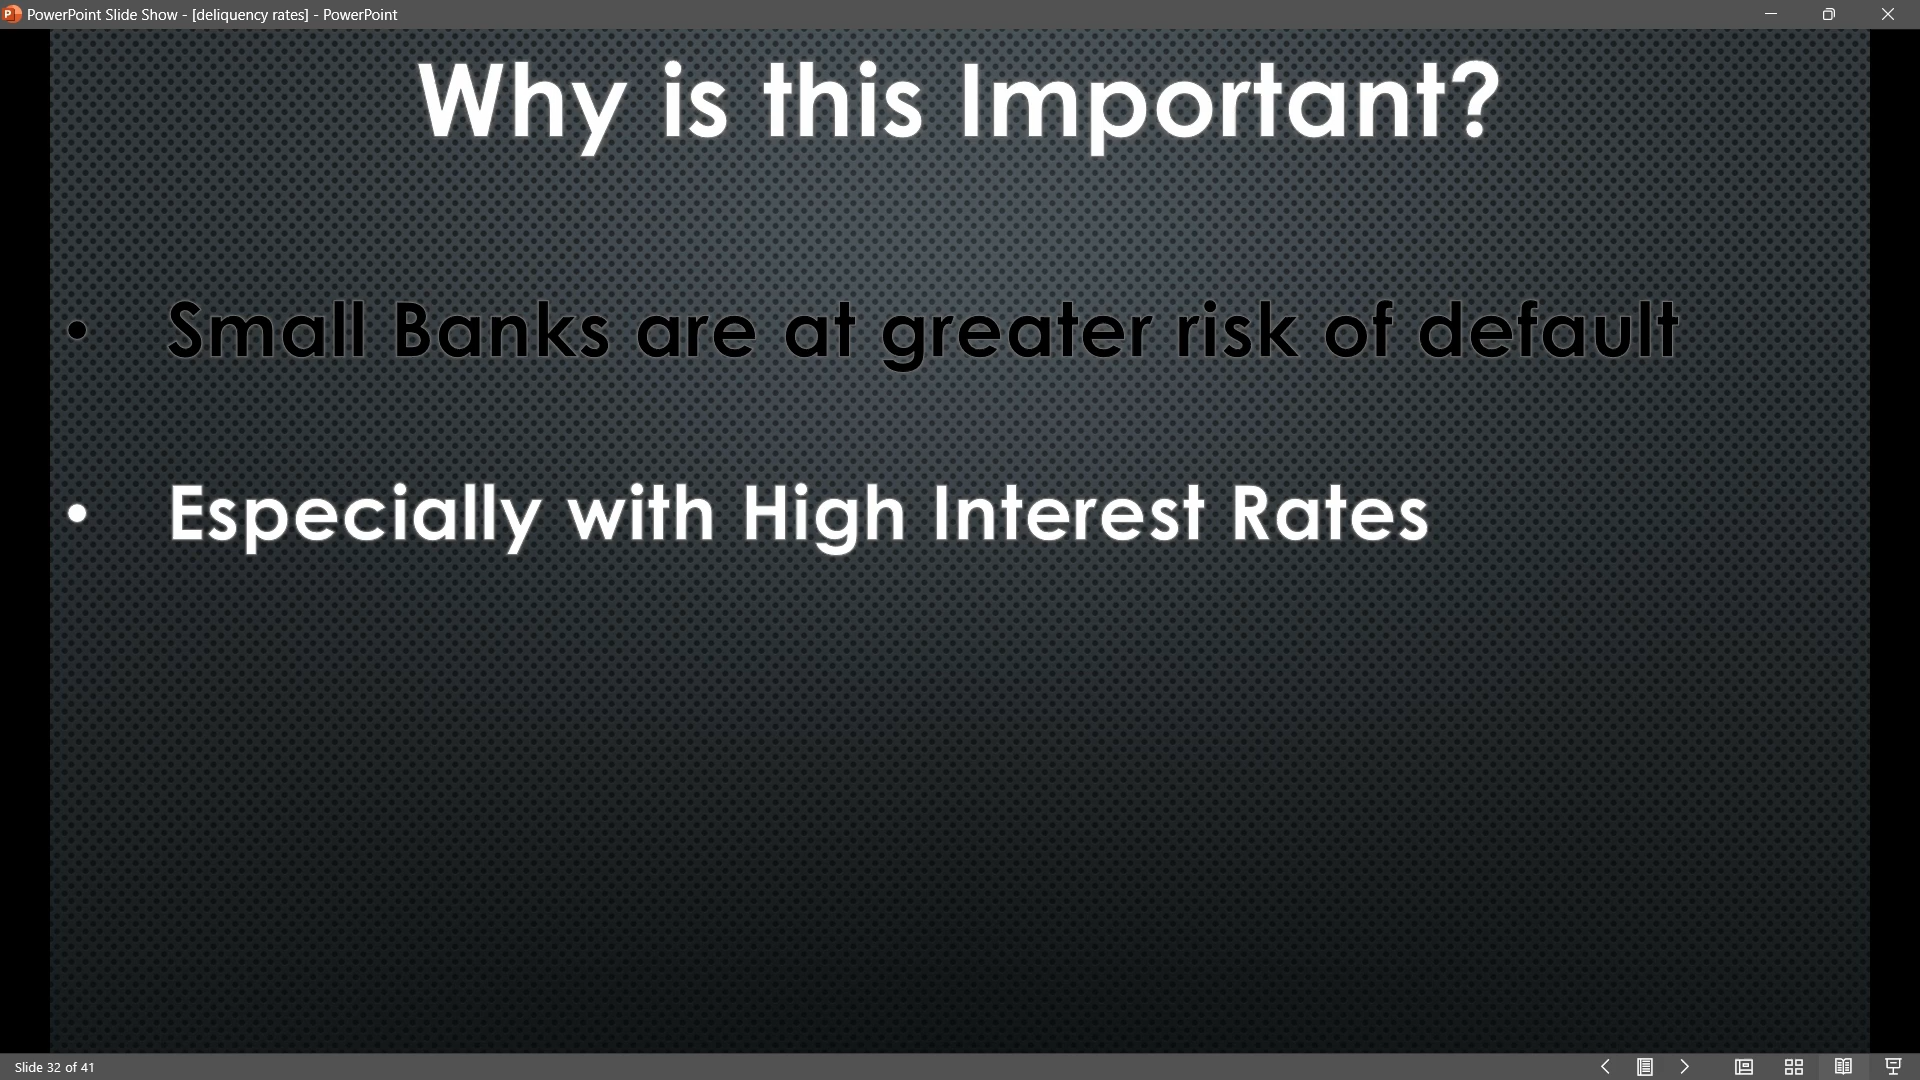 PowerPoint Slide Show - [deliquency rates] - PowerPoint
Why is this Important?
• Small Banks are at greater risk of default
• Especially with High Interest Rates
Slide 32 of 41